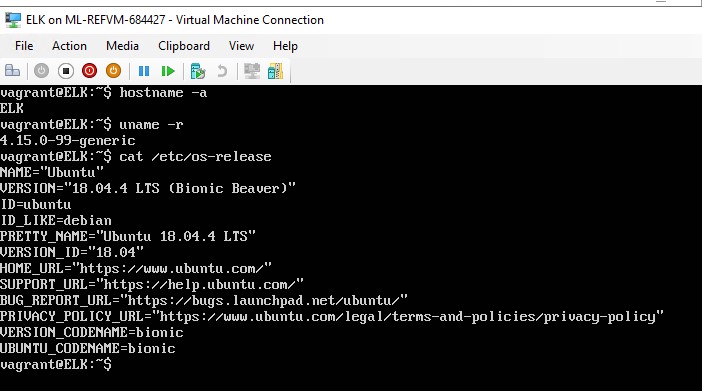 ELK on ML-REFVM-684427 - Virtual Machine Connection
File Action Media Clipboard View Help
vagrant@ELK:~$ hostname -a
ELK
vagrant@ELK:~$ uname -r
4.15.0-99-generic
vagrant@ELK:~$ cat /etc/os-release
NAME="Ubuntu"
VERSION="18.04.4 LTS (Bionic Beaver)"
ID=ubuntu
ID_LIKE=debian
PRETTY_NAME="Ubuntu 18.04.4 LTS"
VERSION_ID="18.04"
HOME_URL="https://www.ubuntu.com/"
SUPPORT_URL="https://help.ubuntu.com/"
BUG_REPORT_URL="https://bugs.launchpad.net/ubuntu/"
PRIVACY_POLICY_URL="https://www.ubuntu.com/legal/terms-and-policies/privacy-policy"
VERSION_CODENAME=bionic
UBUNTU_CODENAME=bionic
vagrant@ELK:~$